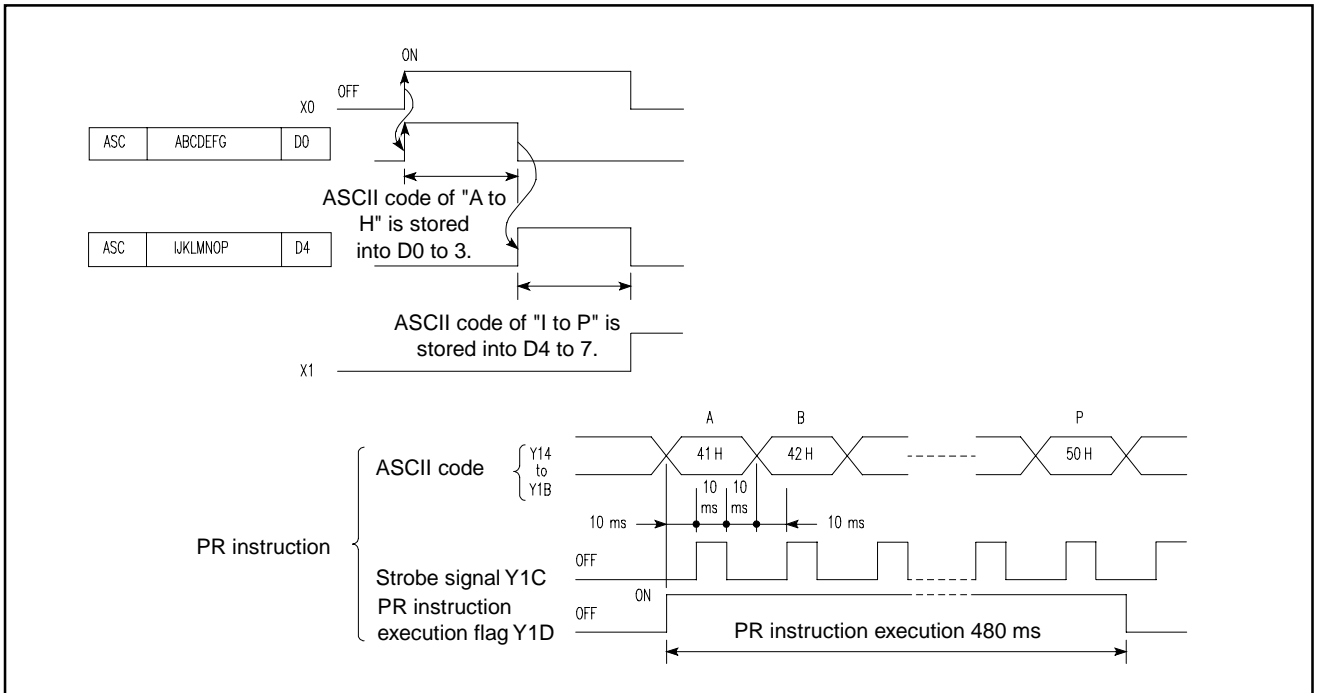 ON
OFF
X0
ASC ABCDEFG D0
ASCII code of "A to
H" is stored
into D0 to 3.
ASC IJKLMNOP D4
ASCII code of "I to P" is
stored into D4 to 7.
X1
A B P
PR instruction
ASCII code
Y14
to
Y1B
41H 42H 50H
10 ms
10
ms
10
ms
10 ms
OFF
Strobe signal Y1C
ON
OFF
PR instruction
execution flag Y1D
PR instruction execution 480 ms